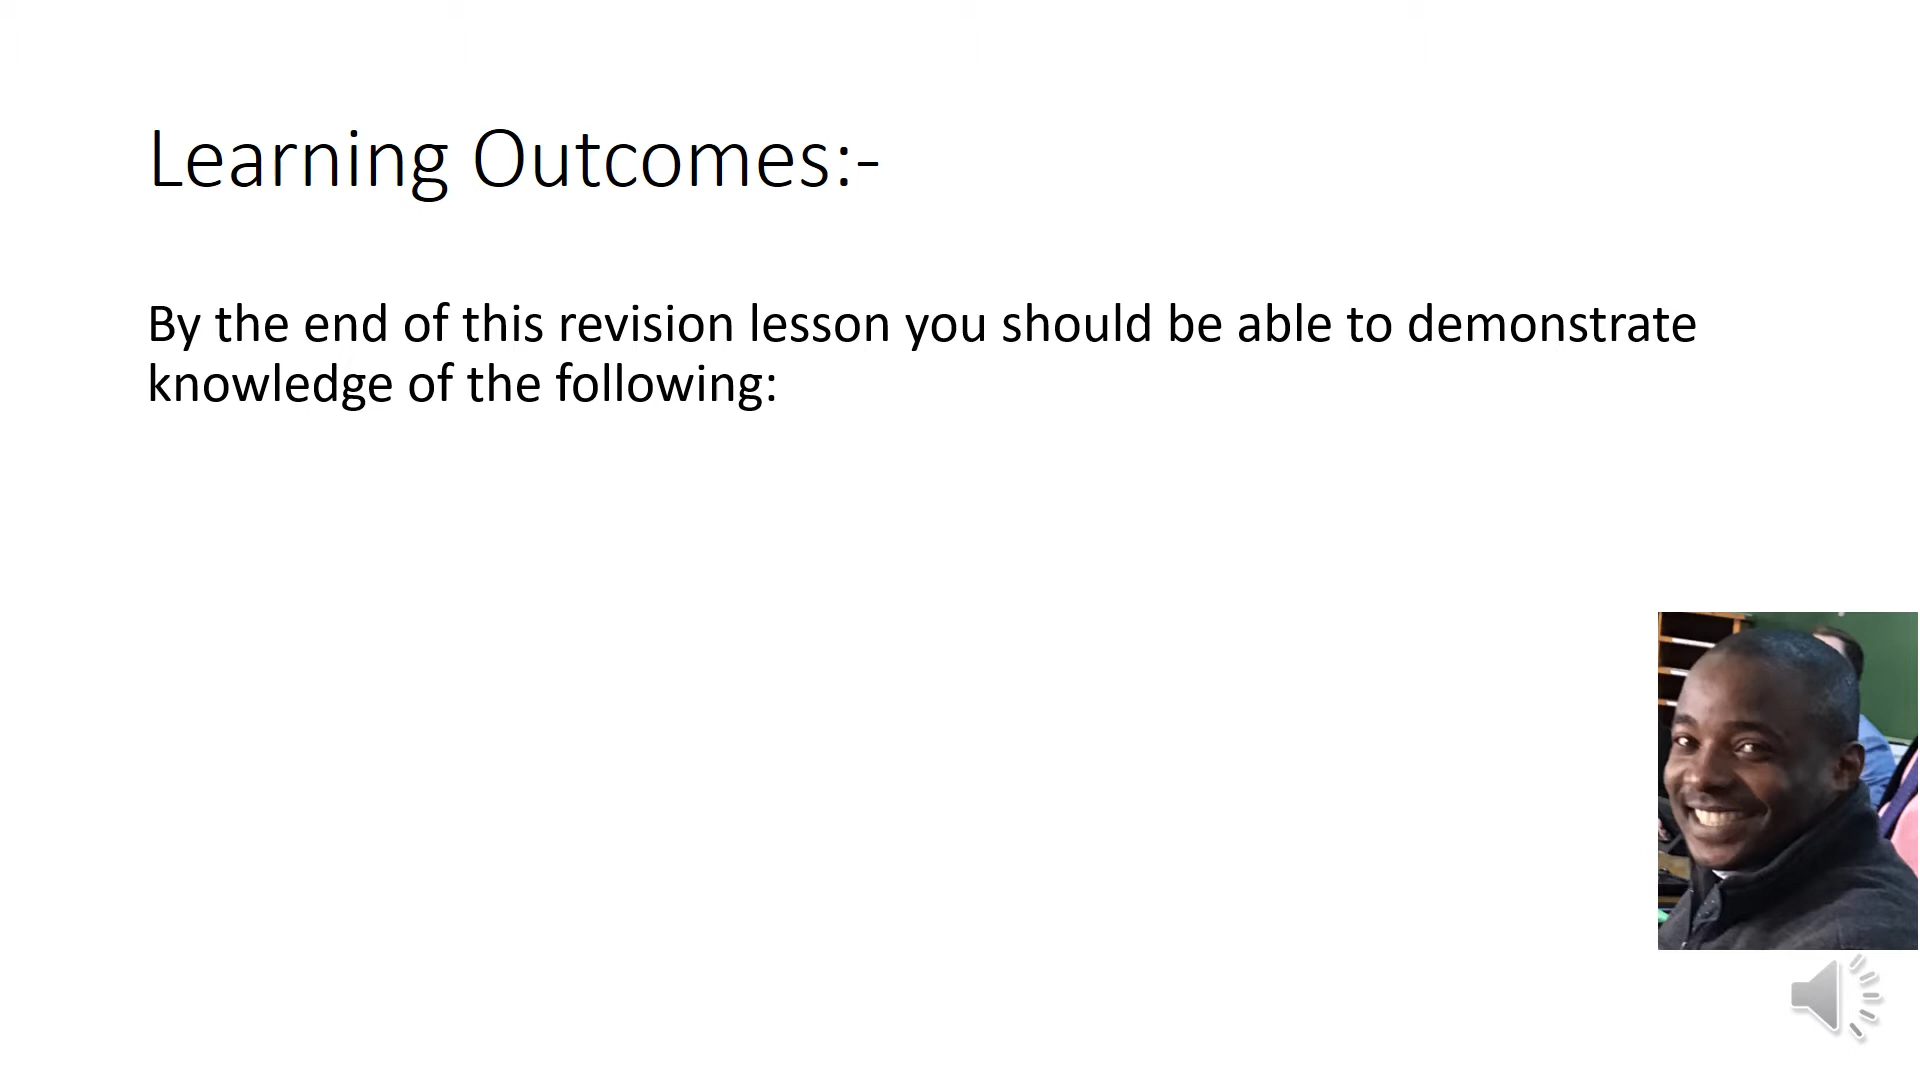 Learning Outcomes:-
By the end of this revision lesson you should be able to demonstrate
knowledge of the following: